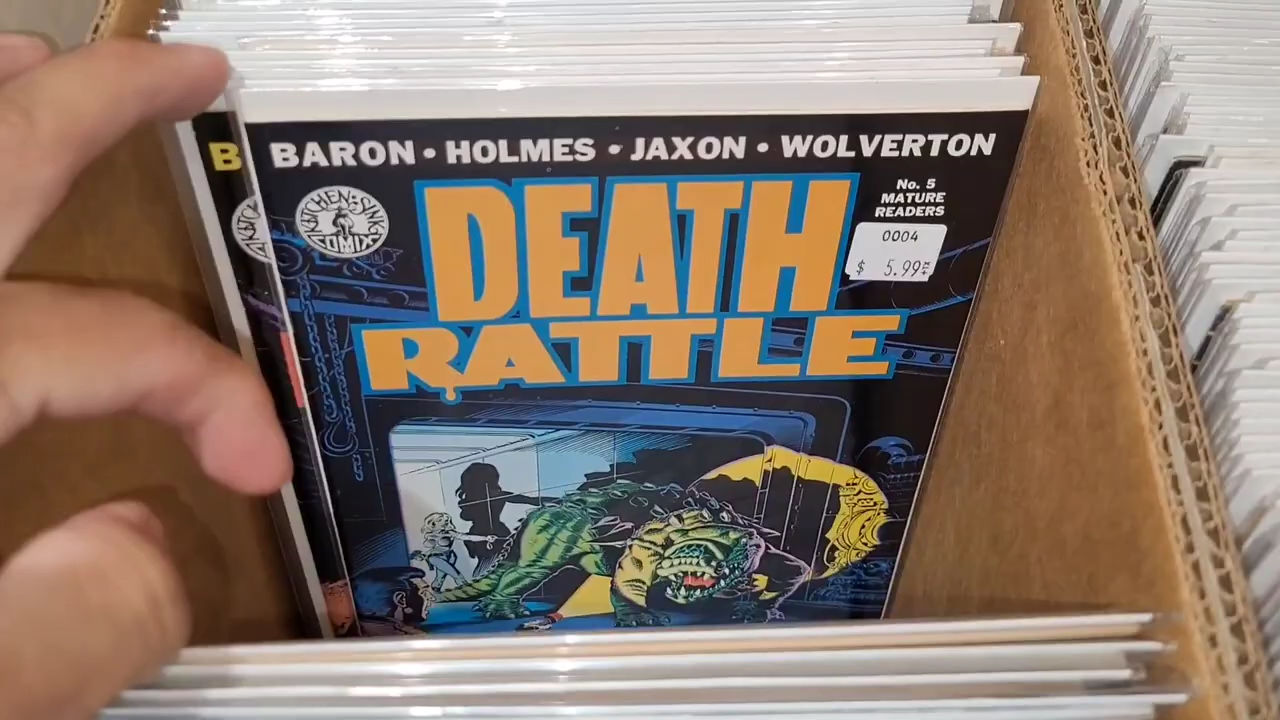 B
BARON • HOLMES • JAXON • WOLVERTON
KITCHEN SINK
COMIX
DEATH
RATTLE
No. 5
MATURE
READERS
0004
$ 5.99